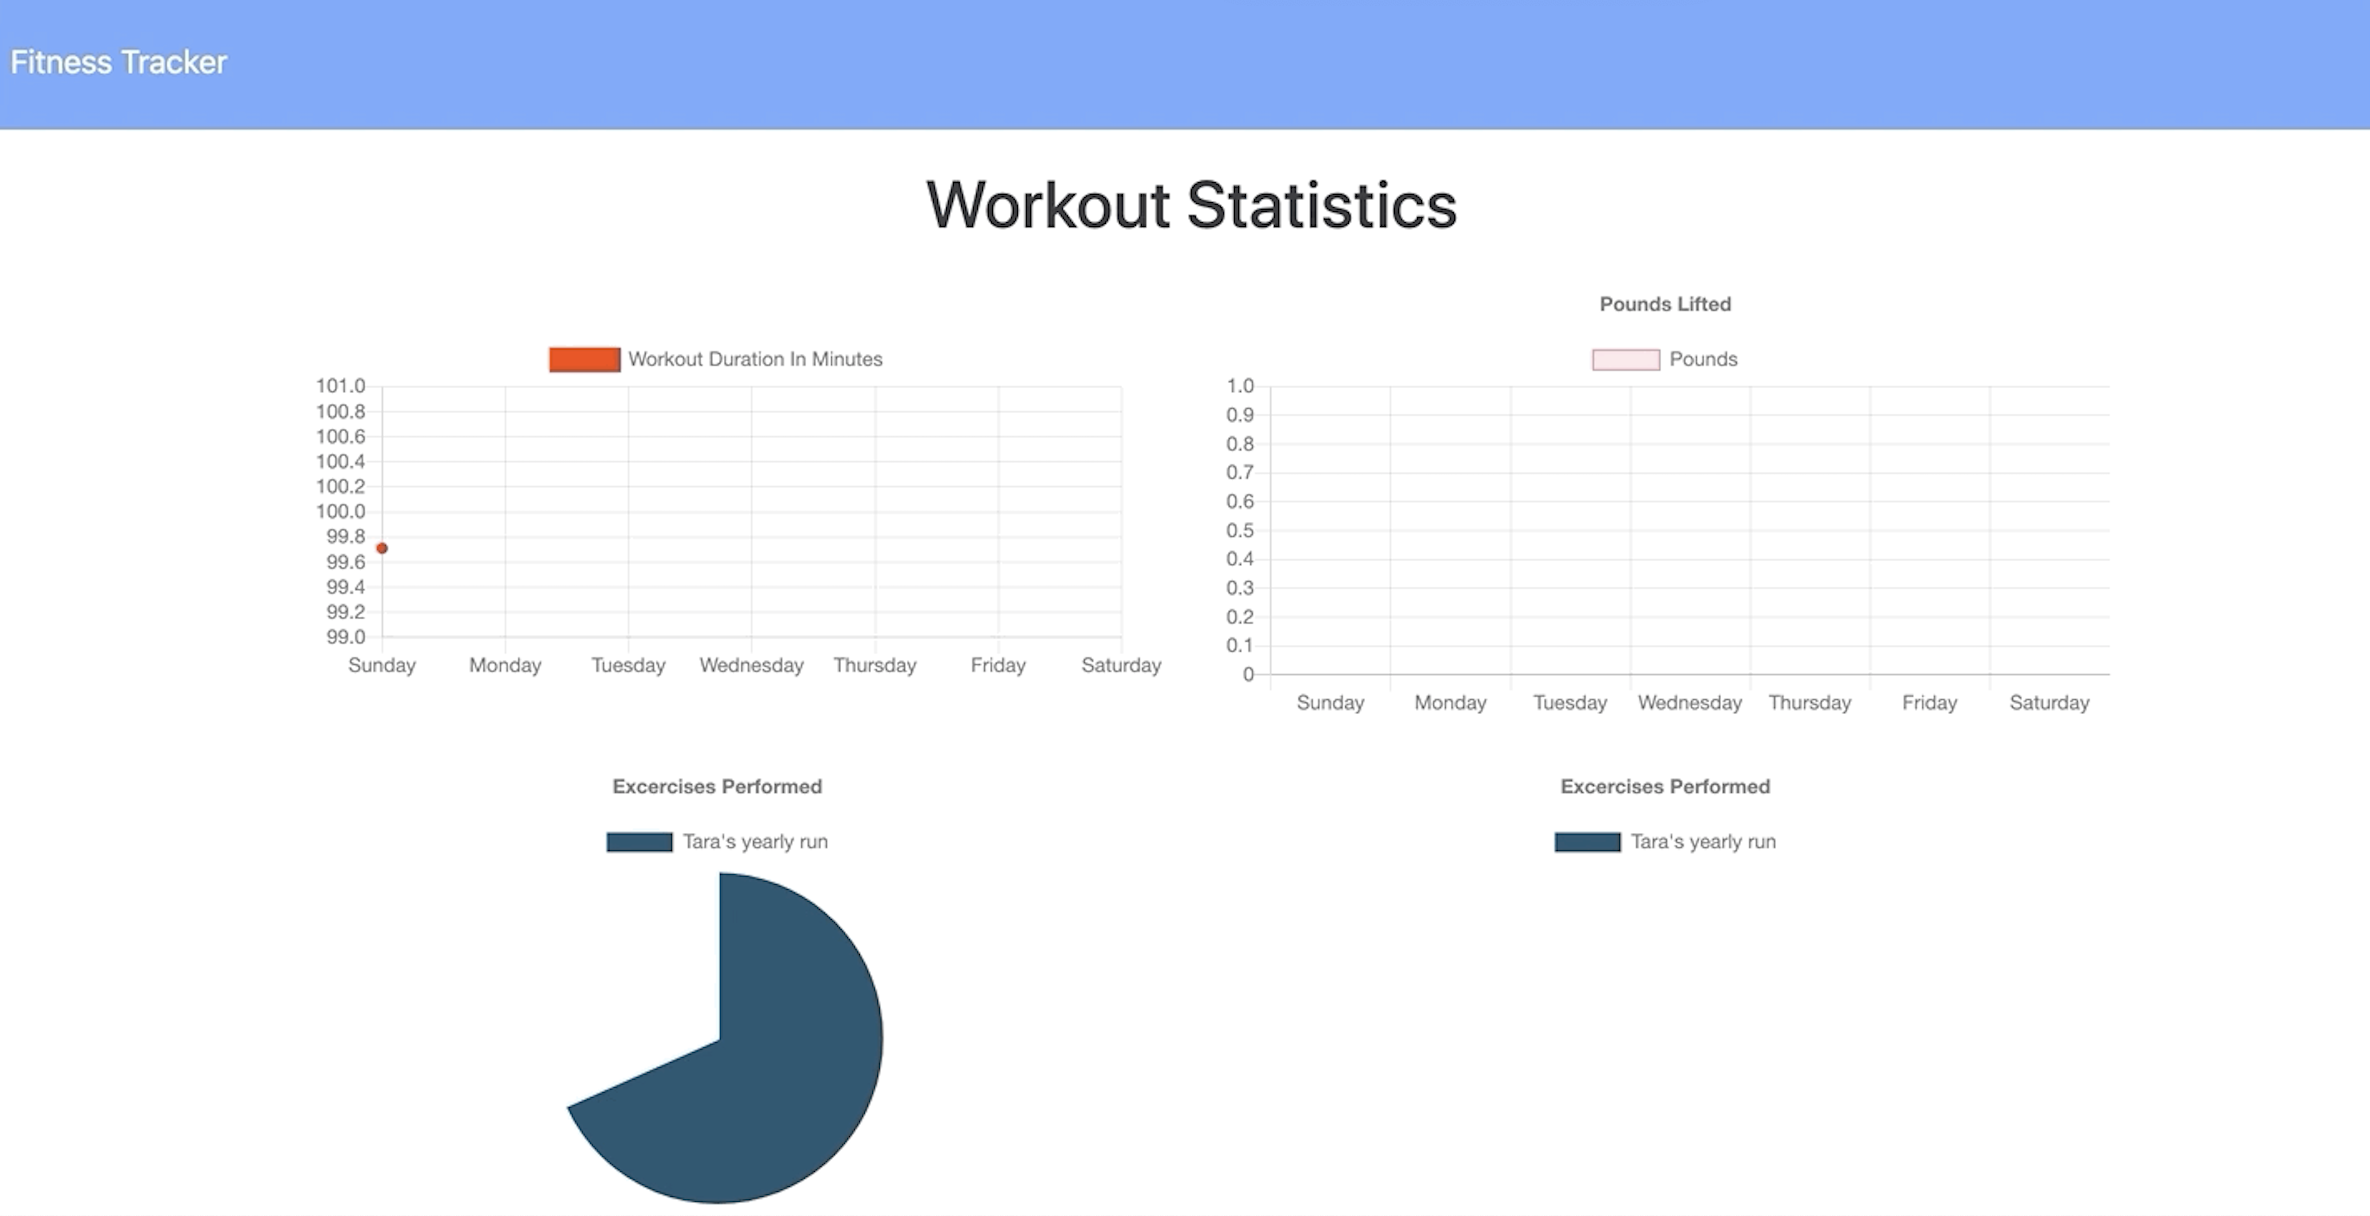 Fitness Tracker
Workout Statistics
Workout Duration In Minutes
101.0
100.8
100.6
100.4
100.2
100.0
99.8
99.6
99.4
99.2
99.0
Sunday Monday Tuesday Wednesday Thursday Friday Saturday
Pounds Lifted
Pounds
1.0
0.9
0.8
0.7
0.6
0.5
0.4
0.3
0.2
0.1
0
Sunday Monday Tuesday Wednesday Thursday Friday Saturday
Excercises Performed
Tara's yearly run
Excercises Performed
Tara's yearly run